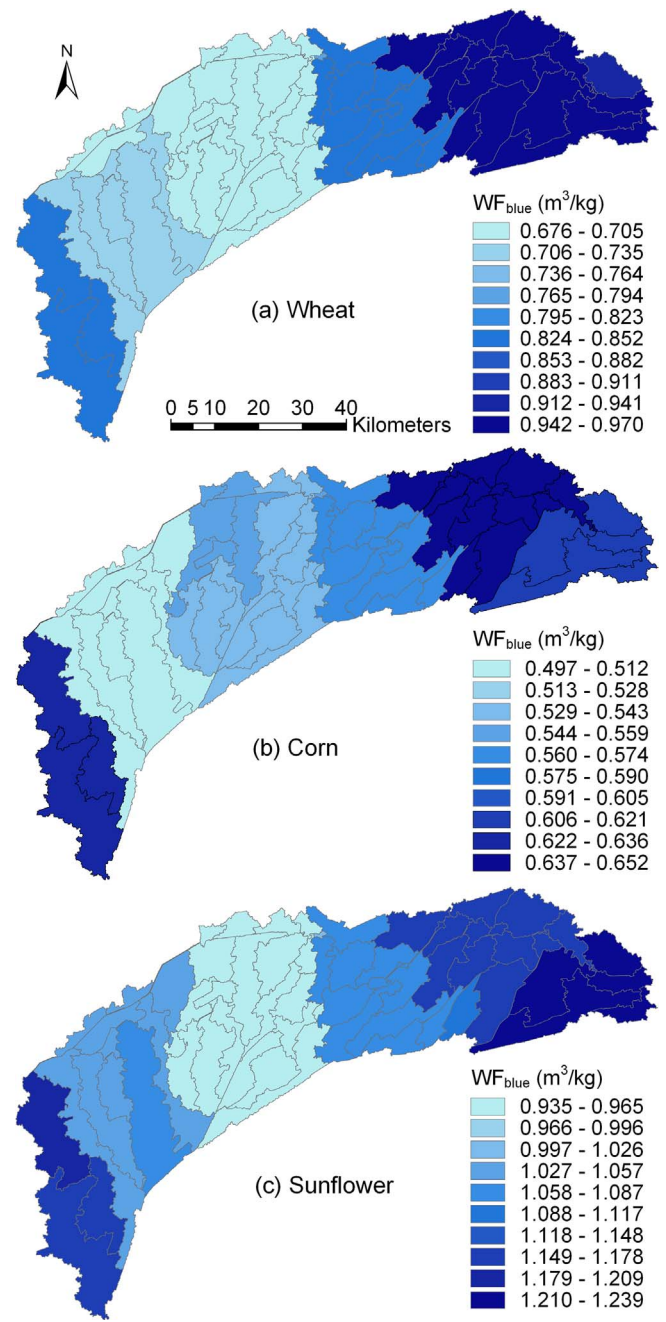 N
WFblue (m³/kg)
0.676 - 0.705
0.706 - 0.735
0.736 - 0.764
0.765 - 0.794
0.795 - 0.823
0.824 - 0.852
0.853 - 0.882
0.883 - 0.911
0.912 - 0.941
0.942 - 0.970
(a) Wheat
0 5 10 20 30 40
Kilometers
WFblue (m³/kg)
0.497 - 0.512
0.513 - 0.528
0.529 - 0.543
0.544 - 0.559
0.560 - 0.574
0.575 - 0.590
0.591 - 0.605
0.606 - 0.621
0.622 - 0.636
0.637 - 0.652
(b) Corn
WFblue (m³/kg)
0.935 - 0.965
0.966 - 0.996
0.997 - 1.026
1.027 - 1.057
1.058 - 1.087
1.088 - 1.117
1.118 - 1.148
1.149 - 1.178
1.179 - 1.209
1.210 - 1.239
(c) Sunflower